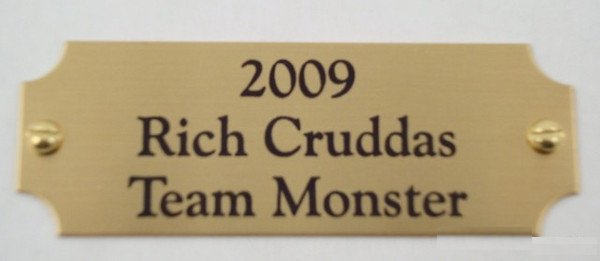 2009
Rich Cruddas
Team Monster